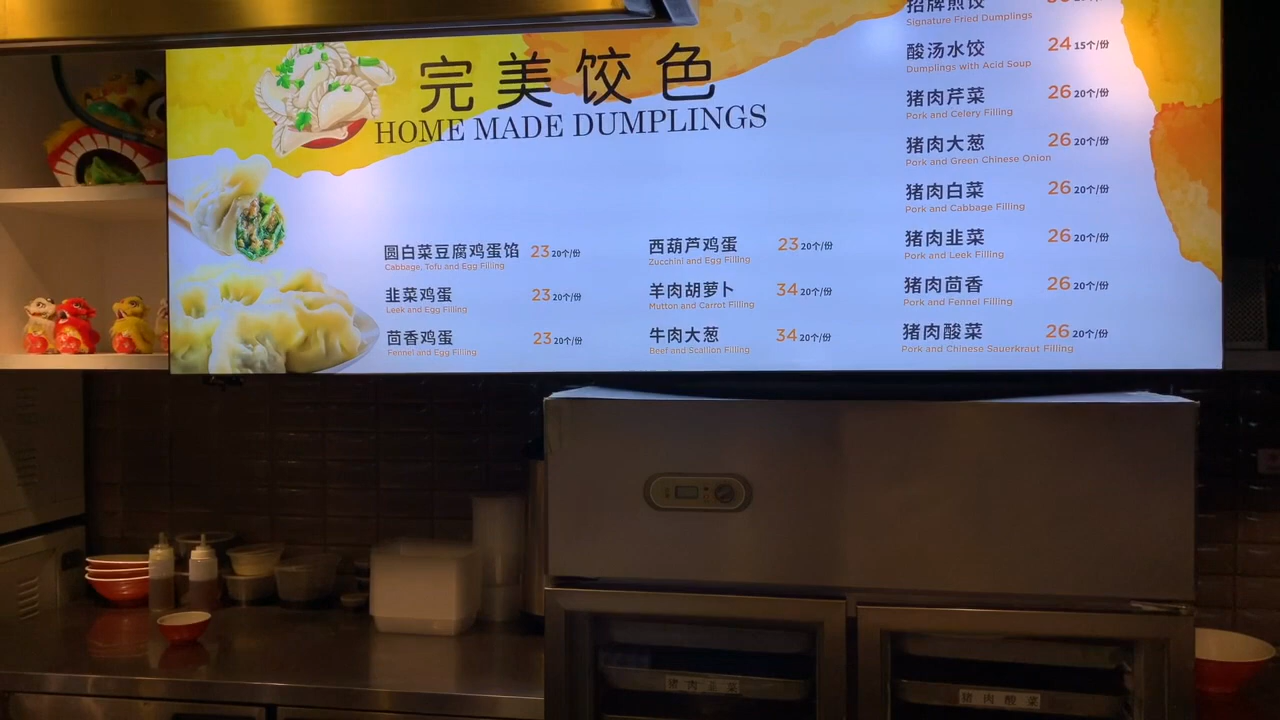 完美饺色
HOME MADE DUMPLINGS
圆白菜豆腐鸡蛋馅 23 20个/份
Cabbage, Tofu and Egg Filling
韭菜鸡蛋 23 20个/份
Leek and Egg Filling
茴香鸡蛋 23 20个/份
Fennel and Egg Filling
西葫芦鸡蛋 23 20个/份
Zucchini and Egg Filling
羊肉胡萝卜 34 20个/份
Mutton and Carrot Filling
牛肉大葱 34 20个/份
Beef and Scallion Filling
招牌煎饺
Signature Fried Dumplings
酸汤水饺 24 15个/份
Dumplings with Acid Soup
猪肉芹菜 26 20个/份
Pork and Celery Filling
猪肉大葱 26 20个/份
Pork and Green Chinese Onion
猪肉白菜 26 20个/份
Pork and Cabbage Filling
猪肉韭菜 26 20个/份
Pork and Leek Filling
猪肉茴香 26 20个/份
Pork and Fennel Filling
猪肉酸菜 26 20个/份
Pork and Chinese Sauerkraut Filling
猪肉韭菜
猪肉酸菜